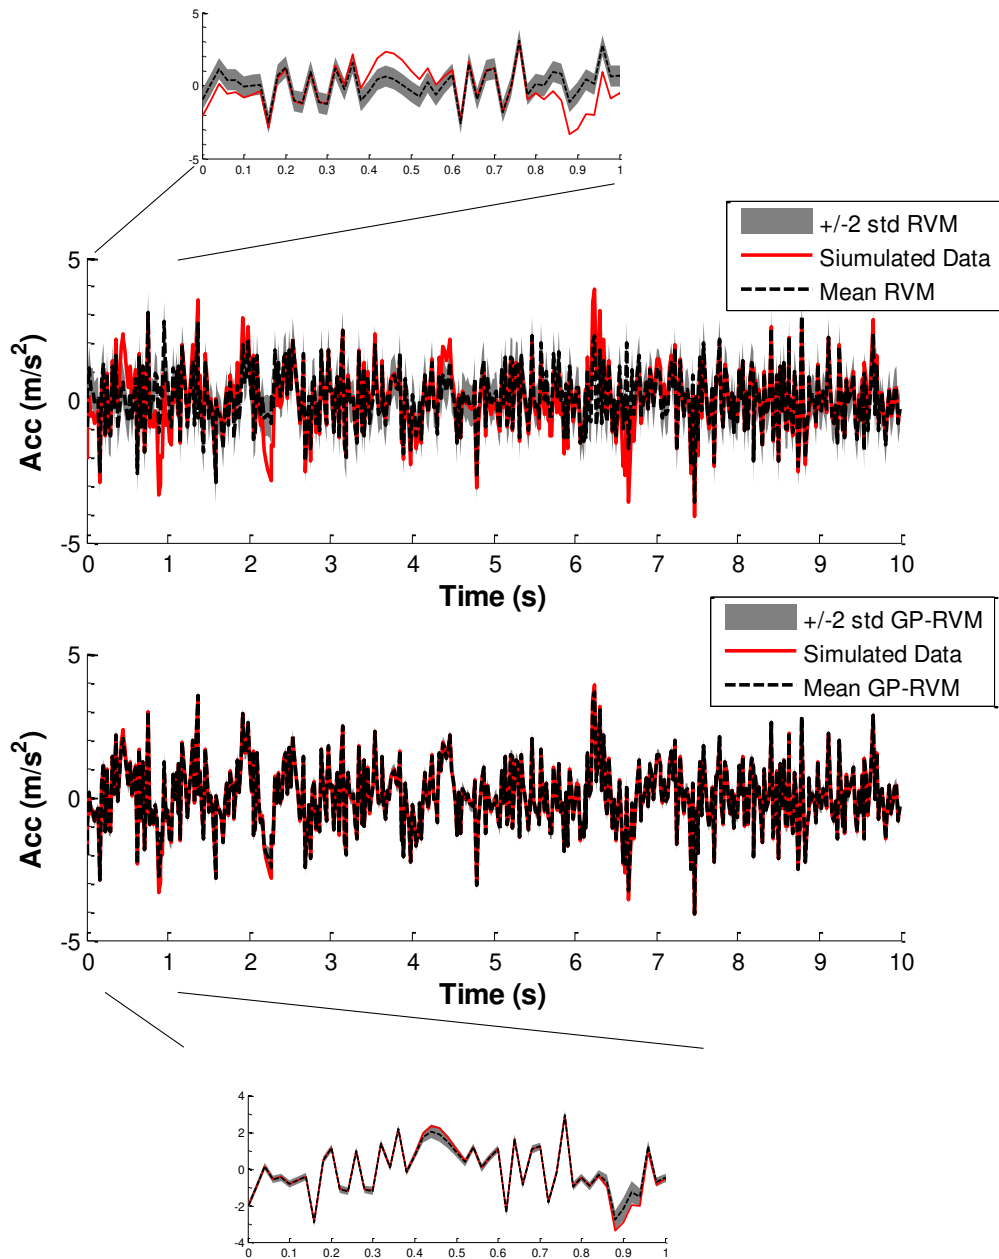 5
0
-5
0 0.1 0.2 0.3 0.4 0.5 0.6 0.7 0.8 0.9 1
+/-2 std RVM
Siumulated Data
Mean RVM
5
0
-5
Acc (m/s²)
0 1 2 3 4 5 6 7 8 9 10
Time (s)
+/-2 std GP-RVM
Simulated Data
Mean GP-RVM
5
0
-5
Acc (m/s²)
0 1 2 3 4 5 6 7 8 9 10
Time (s)
4
2
0
-2
-4
0 0.1 0.2 0.3 0.4 0.5 0.6 0.7 0.8 0.9 1